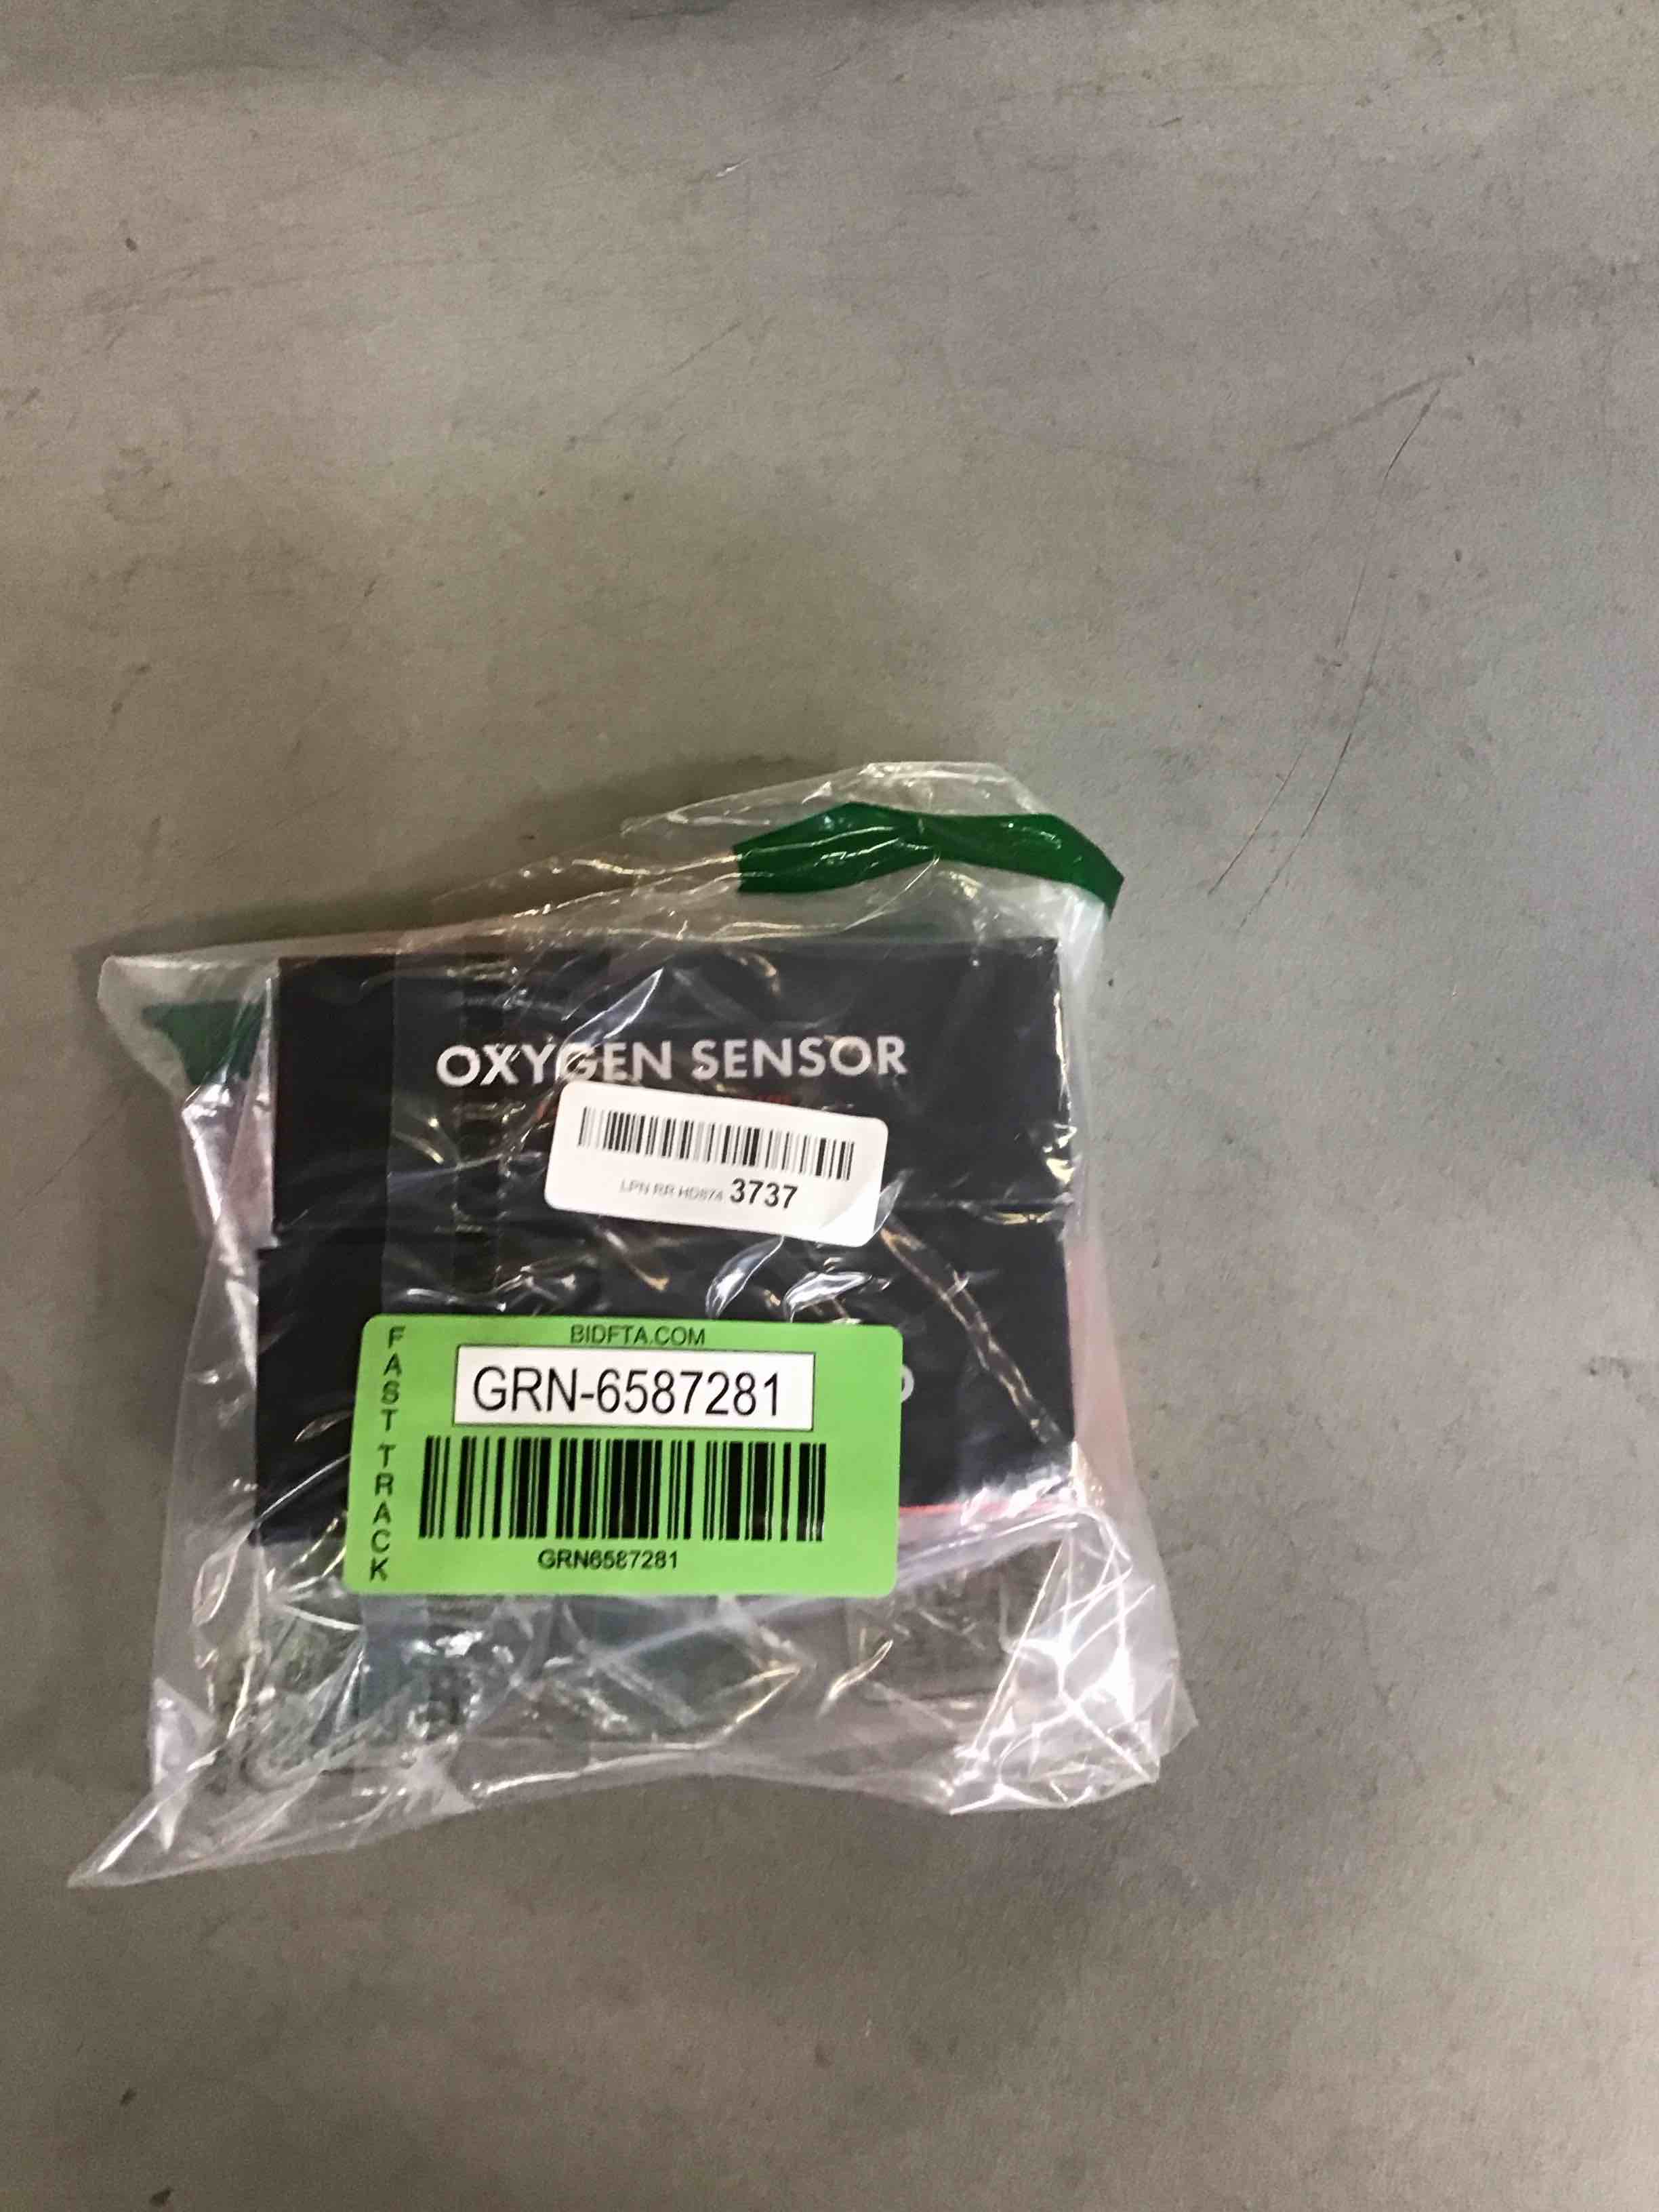 OXYGEN SENSOR
LPN RR HD874 3737
BIDFTA.COM
FAST TRACK
GRN-6587281
GRN6587281